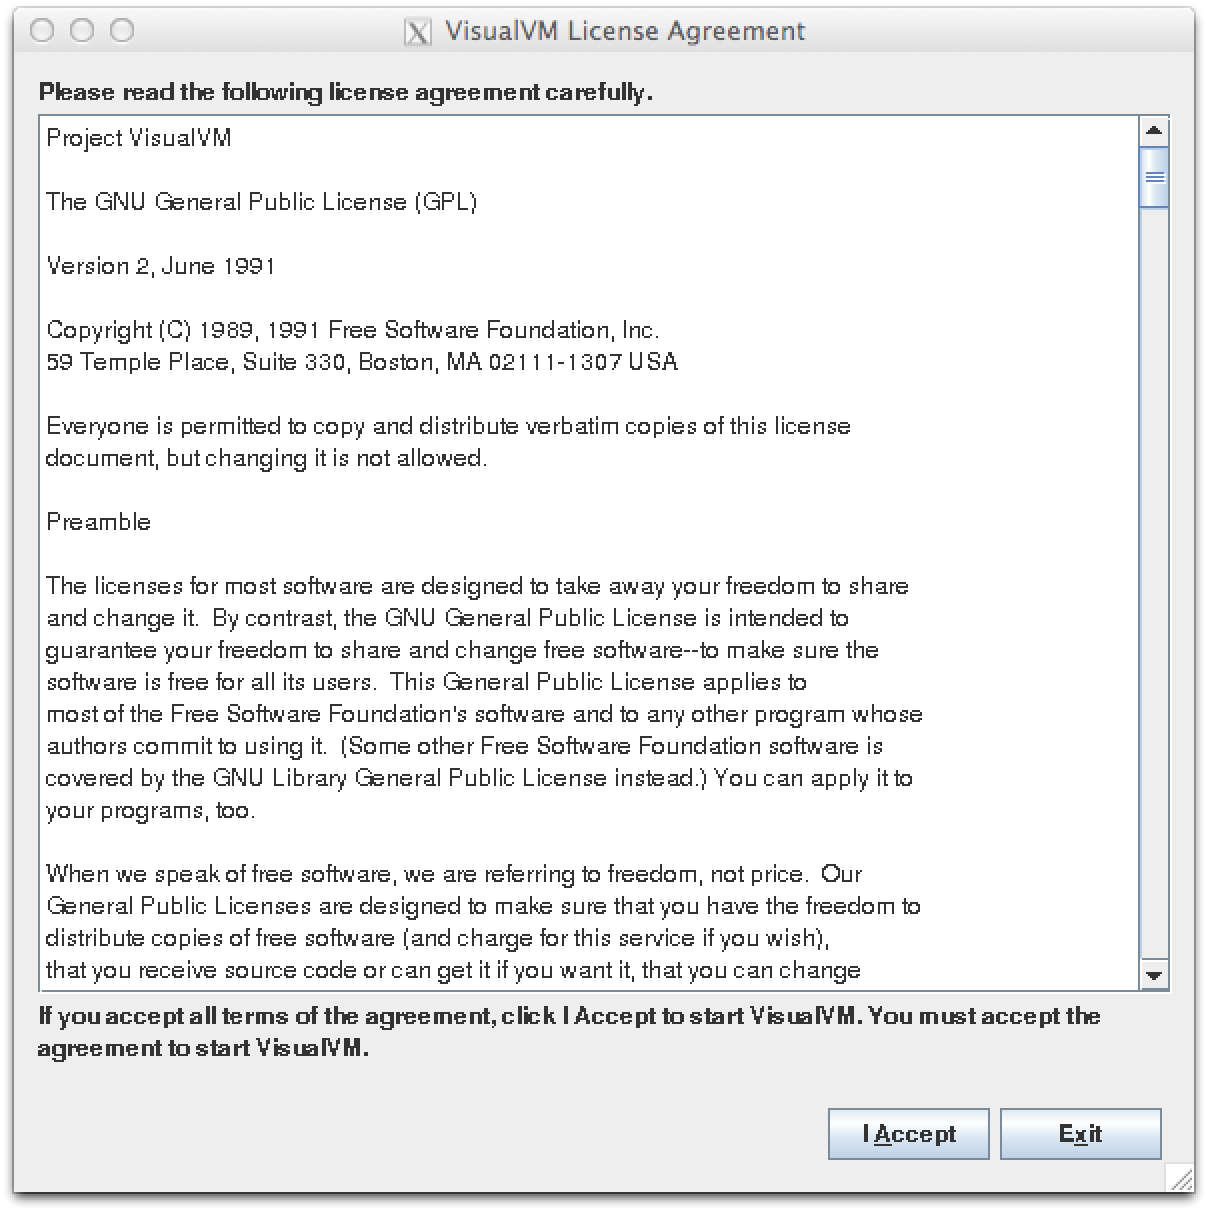 VisualVM License Agreement
Please read the following license agreement carefully.
Project VisualVM
The GNU General Public License (GPL)
Version 2, June 1991
Copyright (C) 1989, 1991 Free Software Foundation, Inc.
59 Temple Place, Suite 330, Boston, MA 02111-1307 USA
Everyone is permitted to copy and distribute verbatim copies of this license
document, but changing it is not allowed.
Preamble
The licenses for most software are designed to take away your freedom to share
and change it.  By contrast, the GNU General Public License is intended to
guarantee your freedom to share and change free software--to make sure the
software is free for all its users.  This General Public License applies to
most of the Free Software Foundation's software and to any other program whose
authors commit to using it.  (Some other Free Software Foundation software is
covered by the GNU Library General Public License instead.) You can apply it to
your programs, too.
When we speak of free software, we are referring to freedom, not price.  Our
General Public Licenses are designed to make sure that you have the freedom to
distribute copies of free software (and charge for this service if you wish),
that you receive source code or can get it if you want it, that you can change
If you accept all terms of the agreement, click I Accept to start VisualVM. You must accept the
agreement to start VisualVM.
I Accept
Exit